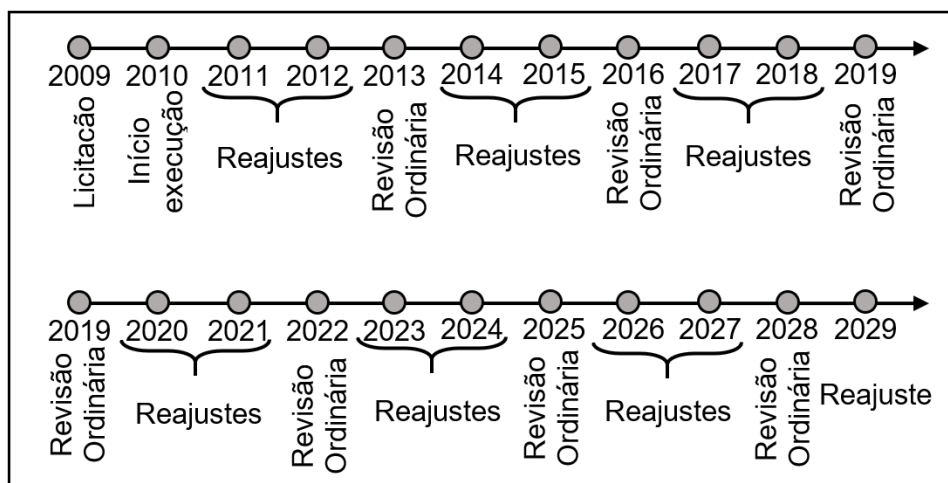 2009 2010 2011 2012 2013 2014 2015 2016 2017 2018 2019
Licitacão
Início
execução
Reajustes
Revisão
Ordinária
Reajustes
Revisão
Ordinária
Reajustes
Revisão
Ordinária
2019 2020 2021 2022 2023 2024 2025 2026 2027 2028 2029
Revisão
Ordinária
Reajustes
Revisão
Ordinária
Reajustes
Revisão
Ordinária
Reajustes
Revisão
Ordinária
Reajuste